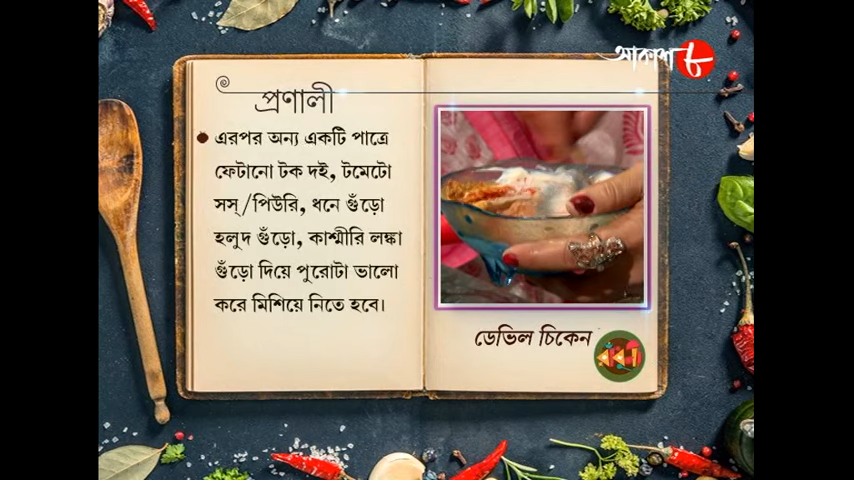 আকাশ ৮
প্রণালী
এরপর অন্য একটি পাত্রে
ফেটানো টক দই, টমেটো
সস্/পিউরি, ধনে গুঁড়ো
হলুদ গুঁড়ো, কাশ্মীরি লঙ্কা
গুঁড়ো দিয়ে পুরোটা ভালো
করে মিশিয়ে নিতে হবে।
ডেভিল চিকেন